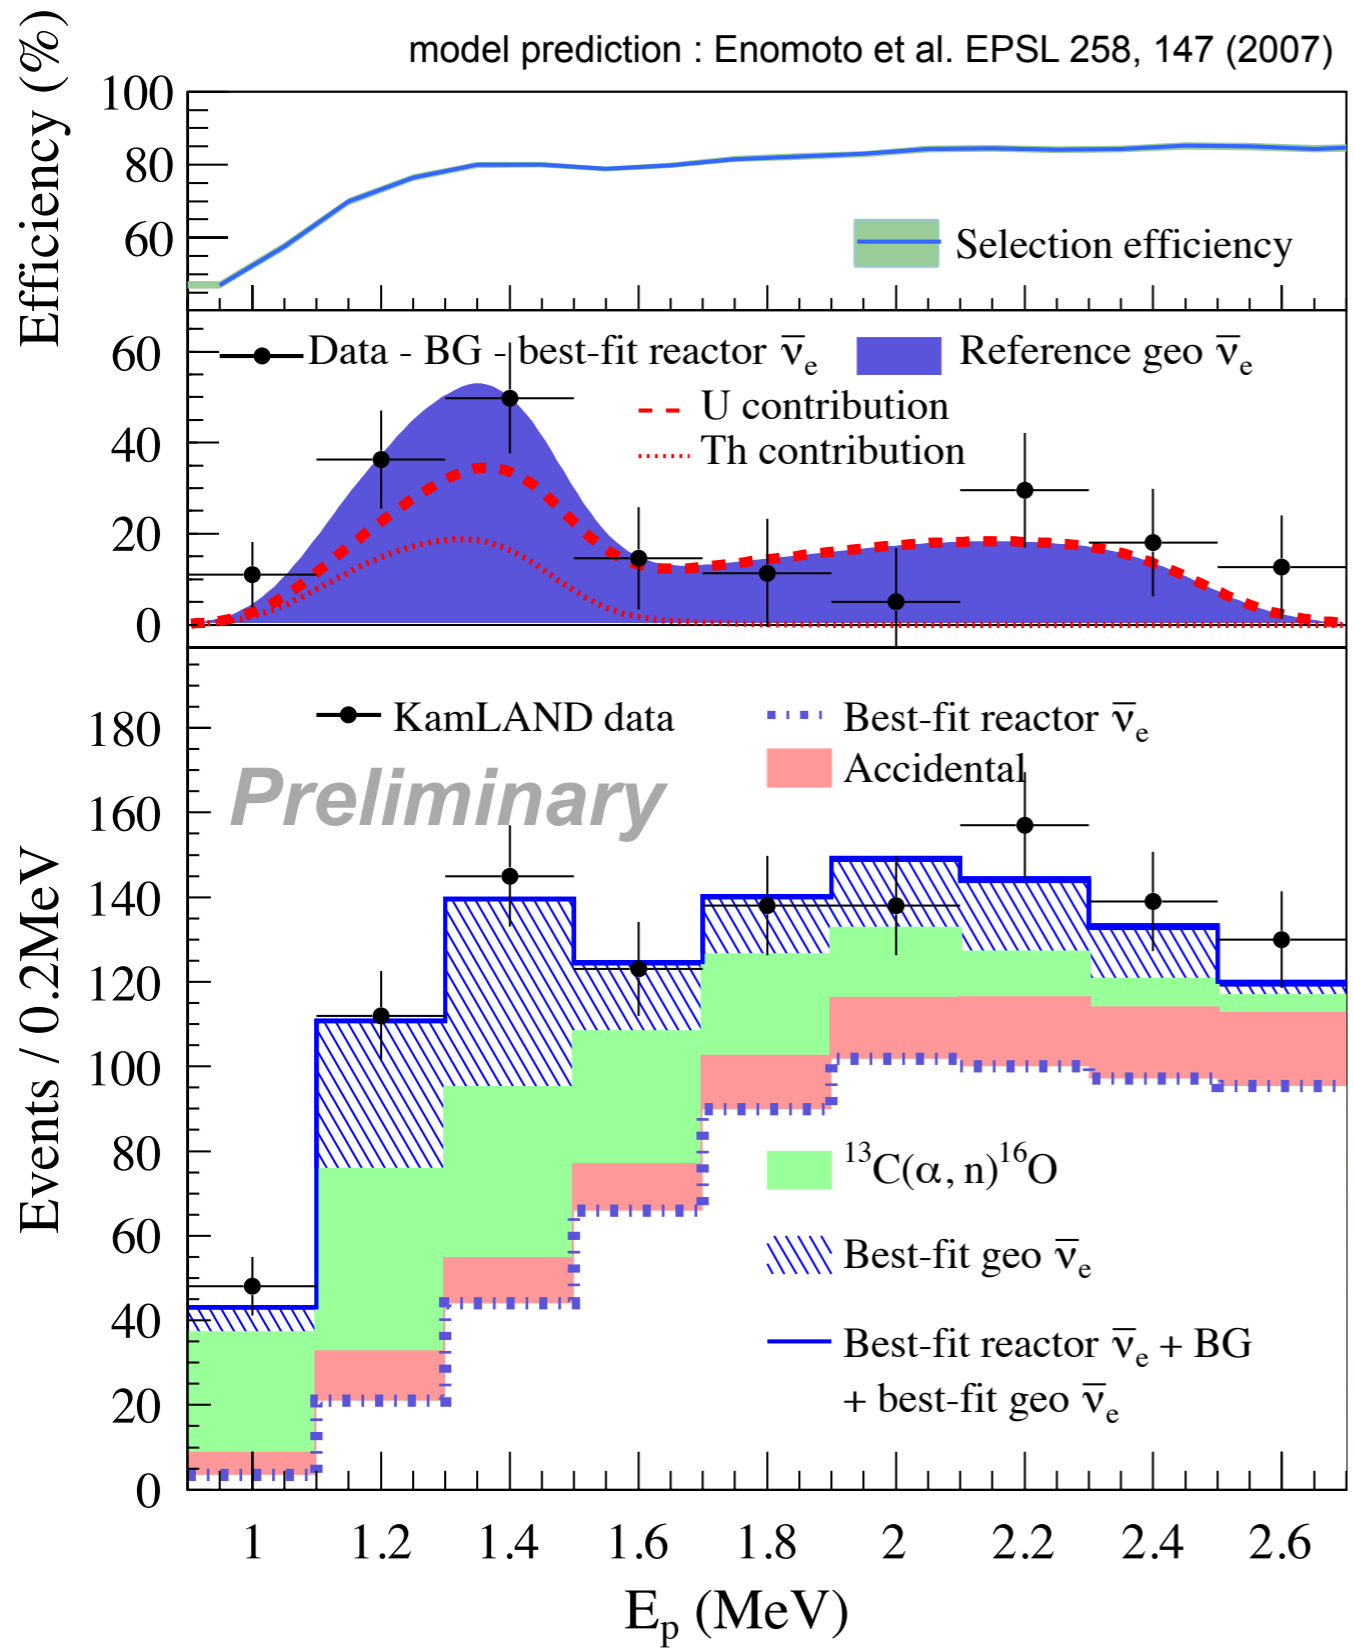 model prediction : Enomoto et al. EPSL 258, 147 (2007)
Efficiency (%)
100
80
60
Selection efficiency
60
40
20
0
Data - BG - best-fit reactor ν̅e
Reference geo ν̅e
U contribution
Th contribution
Events / 0.2MeV
180
160
140
120
100
80
60
40
20
0
KamLAND data
Best-fit reactor ν̅e
Accidental
Preliminary
¹³C(α, n)¹⁶O
Best-fit geo ν̅e
Best-fit reactor ν̅e + BG
+ best-fit geo ν̅e
1 1.2 1.4 1.6 1.8 2 2.2 2.4 2.6
Ep (MeV)